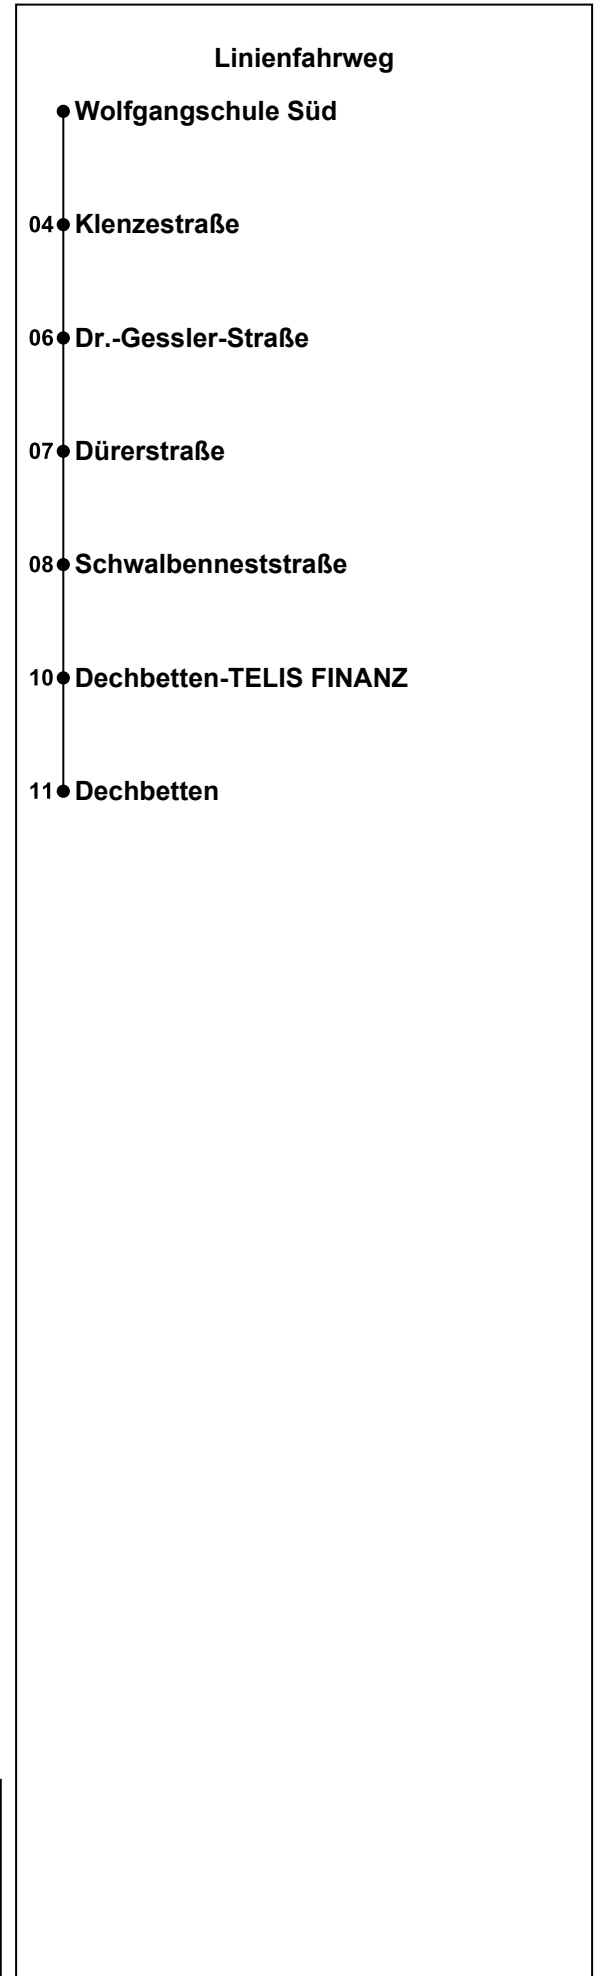 Linienfahrweg
Wolfgangschule Süd
04 Klenzestraße
06 Dr.-Gessler-Straße
07 Dürerstraße
08 Schwalbenneststraße
10 Dechbetten-TELIS FINANZ
11 Dechbetten